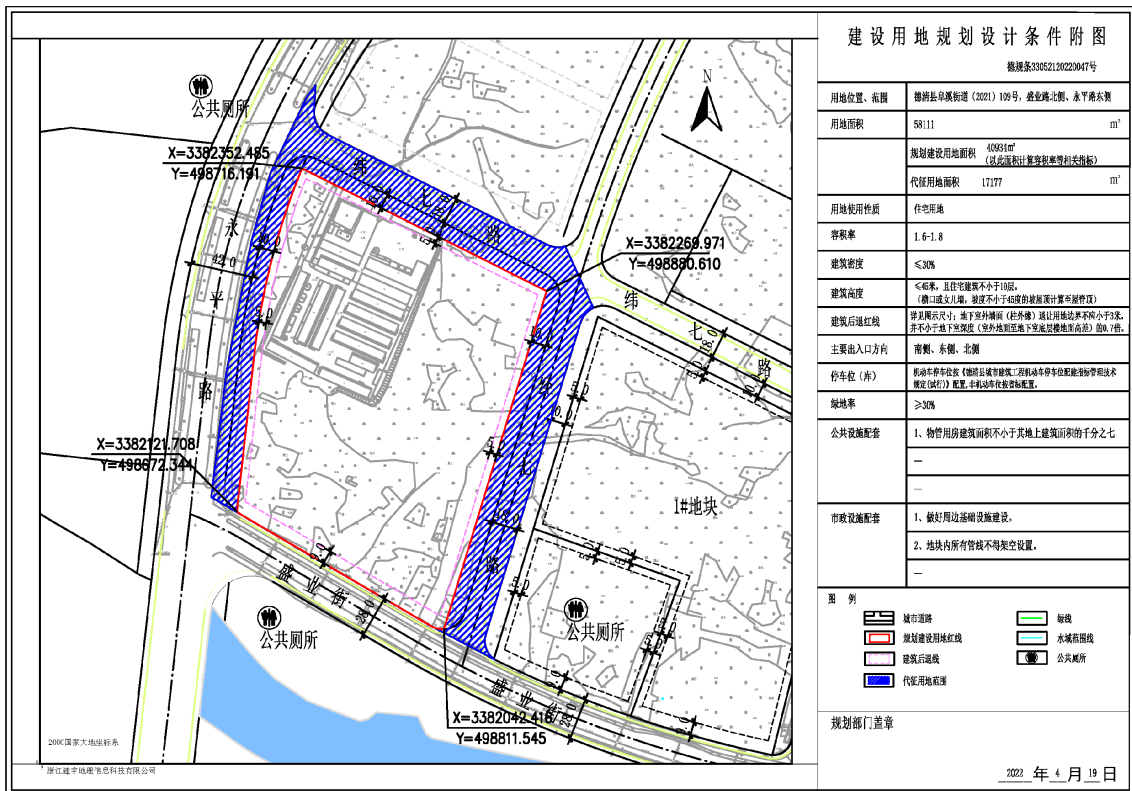 建设用地规划设计条件附图
德规条33052120220047号
用地位置、范围
德清县阜溪街道(2021)109号,盛业路北侧、永平路东侧
用地面积
58111 m²
规划建设用地面积 40934㎡
(以此面积计算容积率等相关指标)
代征用地面积 17177 m²
用地使用性质
住宅用地
容积率
1.6-1.8
建筑密度
≤30%
建筑高度
≤45米,且住宅建筑不小于10层。
(檐口或女儿墙,坡度不小于45度的坡屋顶计算至屋脊顶)
建筑后退红线
详见图示尺寸;地下室外墙面(柱外缘)退让用地边界不应小于3米,
并不小于地下室深度(室外地面至地下室底层楼地面高差)的0.7倍。
主要出入口方向
南侧、东侧、北侧
停车位(库)
机动车停车位按《德清县城市建筑工程机动车停车位配建指标管理技术
规定(试行)》配置,非机动车位按省标配置。
绿地率
≥30%
公共设施配套
1、物管用房建筑面积不小于其地上建筑面积的千分之七
—
—
市政设施配套
1、做好周边基础设施建设。
2、地块内所有管线不得架空设置。
—
图 例
城市道路
规划建设用地红线
建筑后退线
代征用地范围
绿线
水域范围线
公共厕所
规划部门盖章
2022 年 4 月 19 日
公共厕所
N
X=3382352.485
Y=498716.191
纬
七
路
X=3382269.971
Y=498880.610
永
平
路
42.0
纬
七
路
18.0
X=3382121.708
Y=498672.344
1#地块
路
盛业街
28.0
公共厕所
公共厕所
盛业街
28.0
X=3382042.416
Y=498811.545
2000国家大地坐标系
浙江建宇地理信息科技有限公司